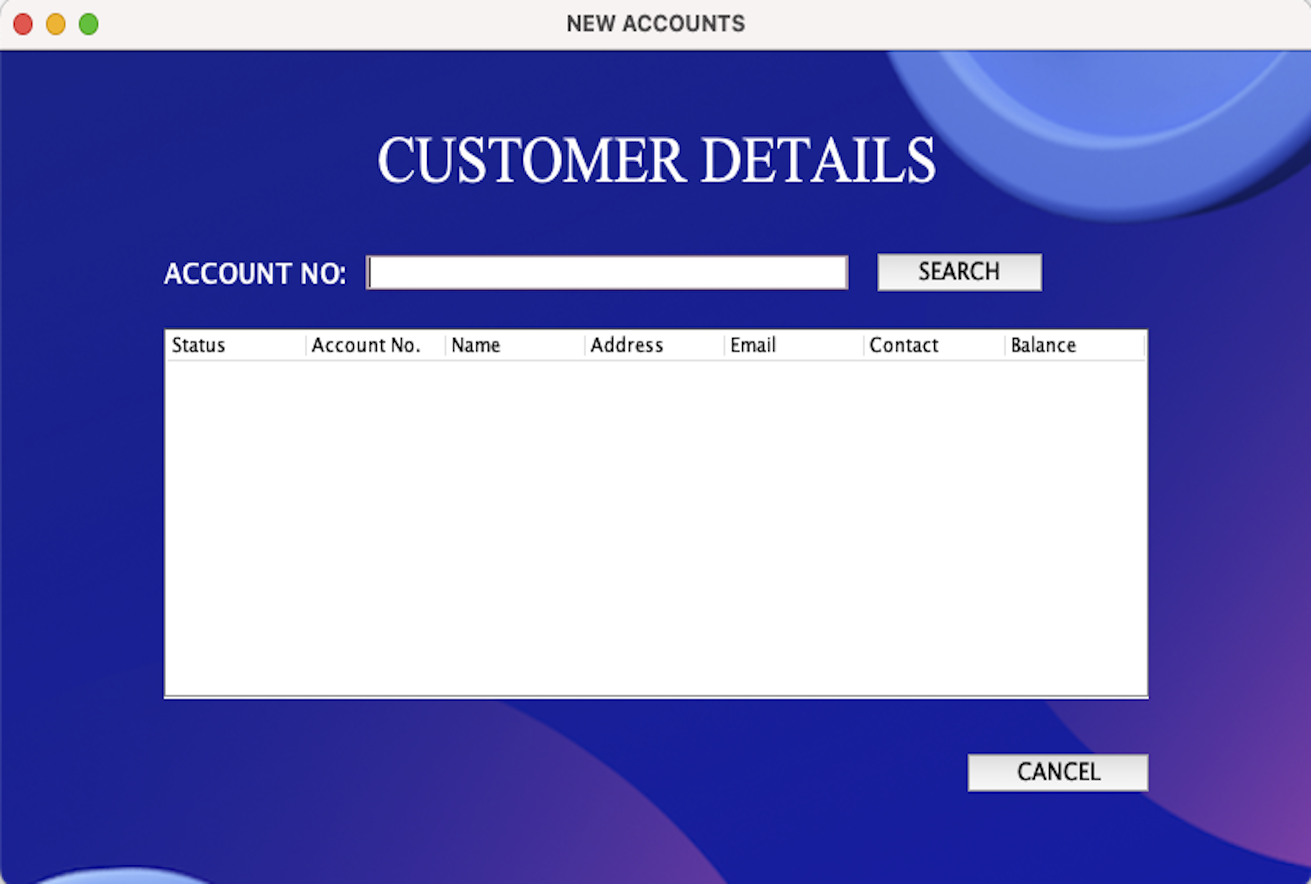 NEW ACCOUNTS
CUSTOMER DETAILS
ACCOUNT NO: SEARCH
Status Account No. Name Address Email Contact Balance
CANCEL